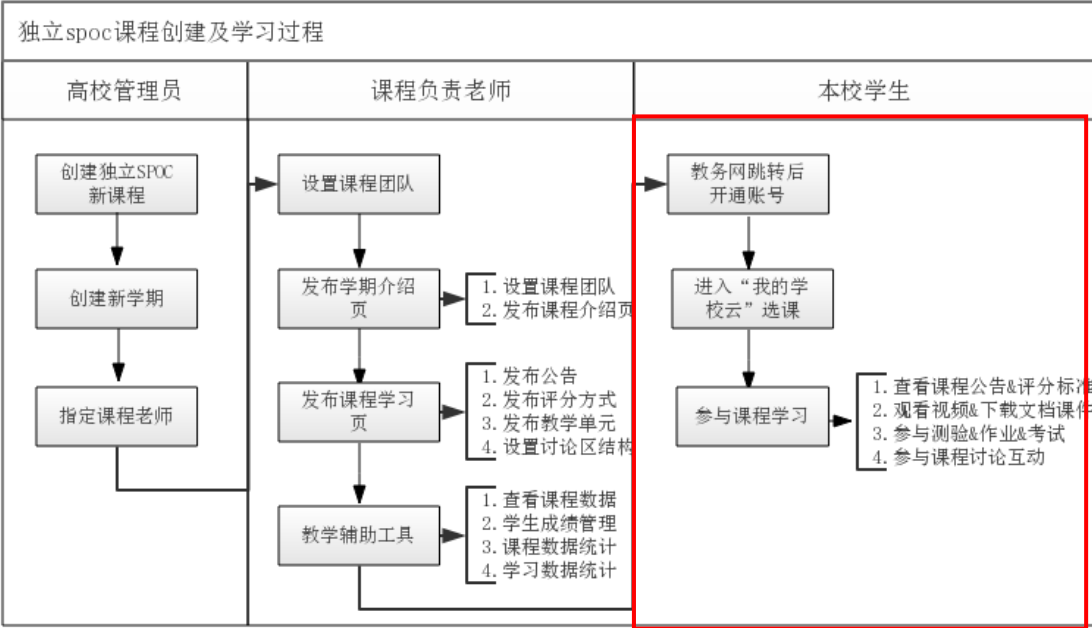 独立spoc课程创建及学习过程
高校管理员
课程负责老师
本校学生
创建独立SPOC
新课程
创建新学期
指定课程老师
设置课程团队
发布学期介绍
页
1. 设置课程团队
2. 发布课程介绍页
发布课程学习
页
1. 发布公告
2. 发布评分方式
3. 发布教学单元
4. 设置讨论区结构
教学辅助工具
1. 查看课程数据
2. 学生成绩管理
3. 课程数据统计
4. 学习数据统计
教务网跳转后
开通账号
进入“我的学
校云”选课
参与课程学习
1. 查看课程公告&评分标准
2. 观看视频&下载文档课件
3. 参与测验&作业&考试
4. 参与课程讨论互动